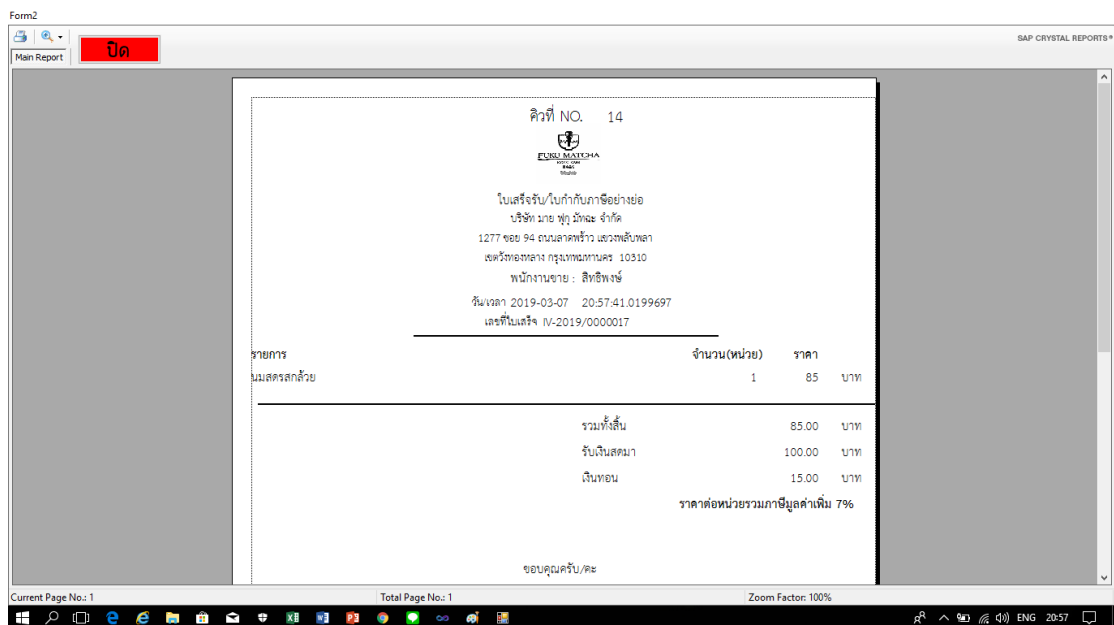 Form2
SAP CRYSTAL REPORTS®
Main Report
ปิด
คิวที่ NO. 14
FUKU MATCHA
ใบเสร็จรับ/ใบกำกับภาษีอย่างย่อ
บริษัท มาย ฟุกุ มัทฉะ จำกัด
1277 ซอย 94 ถนนลาดพร้าว แขวงพลับพลา
เขตวังทองหลาง กรุงเทพมหานคร 10310
พนักงานขาย : สิทธิพงษ์
วัน/เวลา 2019-03-07 20:57:41.0199697
เลขที่ใบเสร็จ IV-2019/0000017
รายการ จำนวน(หน่วย) ราคา
นมสดรสกล้วย 1 85 บาท
รวมทั้งสิ้น 85.00 บาท
รับเงินสดมา 100.00 บาท
เงินทอน 15.00 บาท
ราคาต่อหน่วยรวมภาษีมูลค่าเพิ่ม 7%
ขอบคุณครับ/คะ
Current Page No.: 1 Total Page No.: 1 Zoom Factor: 100%
ENG 20:57